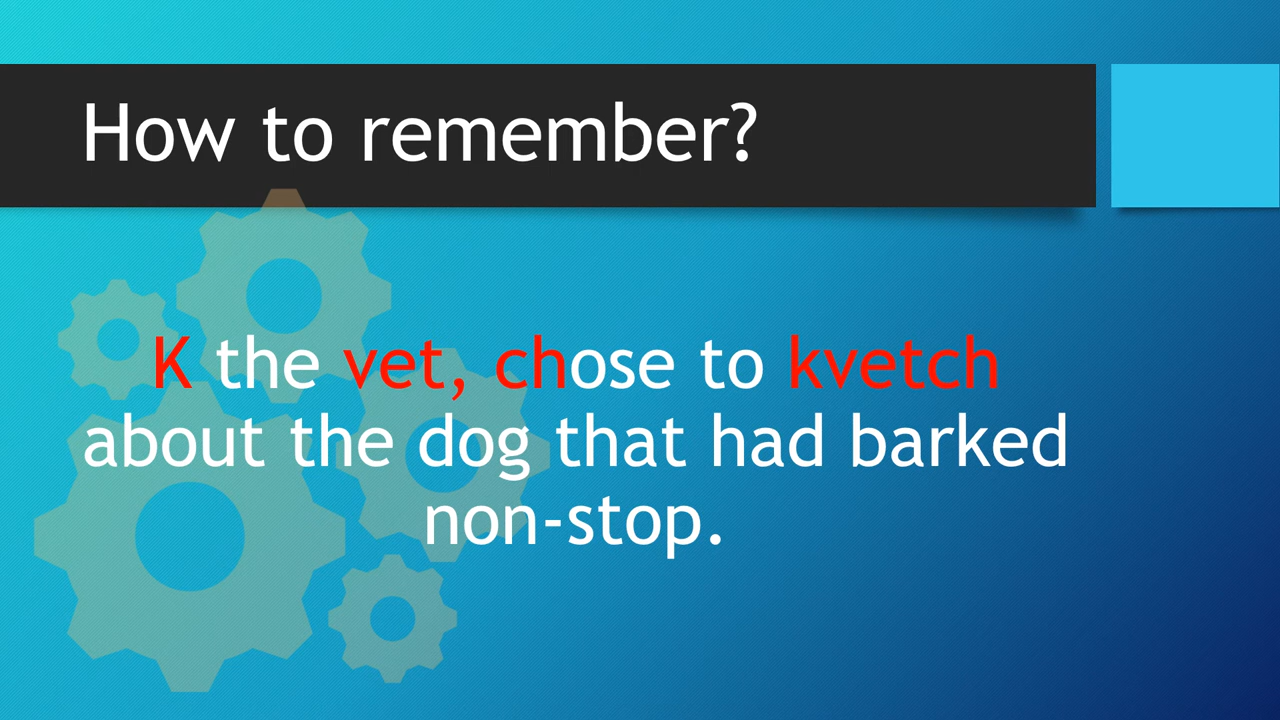 How to remember?
K the vet, chose to kvetch
about the dog that had barked
non-stop.